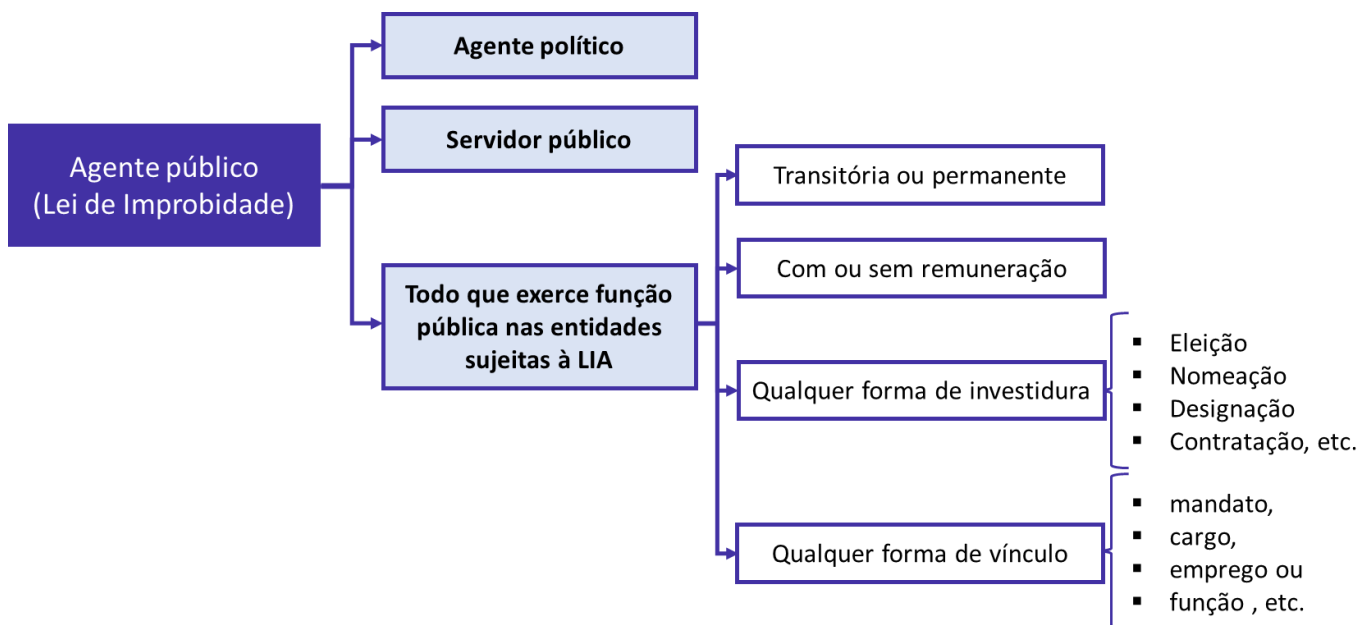 Agente político
Servidor público
Agente público
(Lei de Improbidade)
Todo que exerce função
pública nas entidades
sujeitas à LIA
Transitória ou permanente
Com ou sem remuneração
Qualquer forma de investidura
▪ Eleição
▪ Nomeação
▪ Designação
▪ Contratação, etc.
Qualquer forma de vínculo
▪ mandato,
▪ cargo,
▪ emprego ou
▪ função , etc.